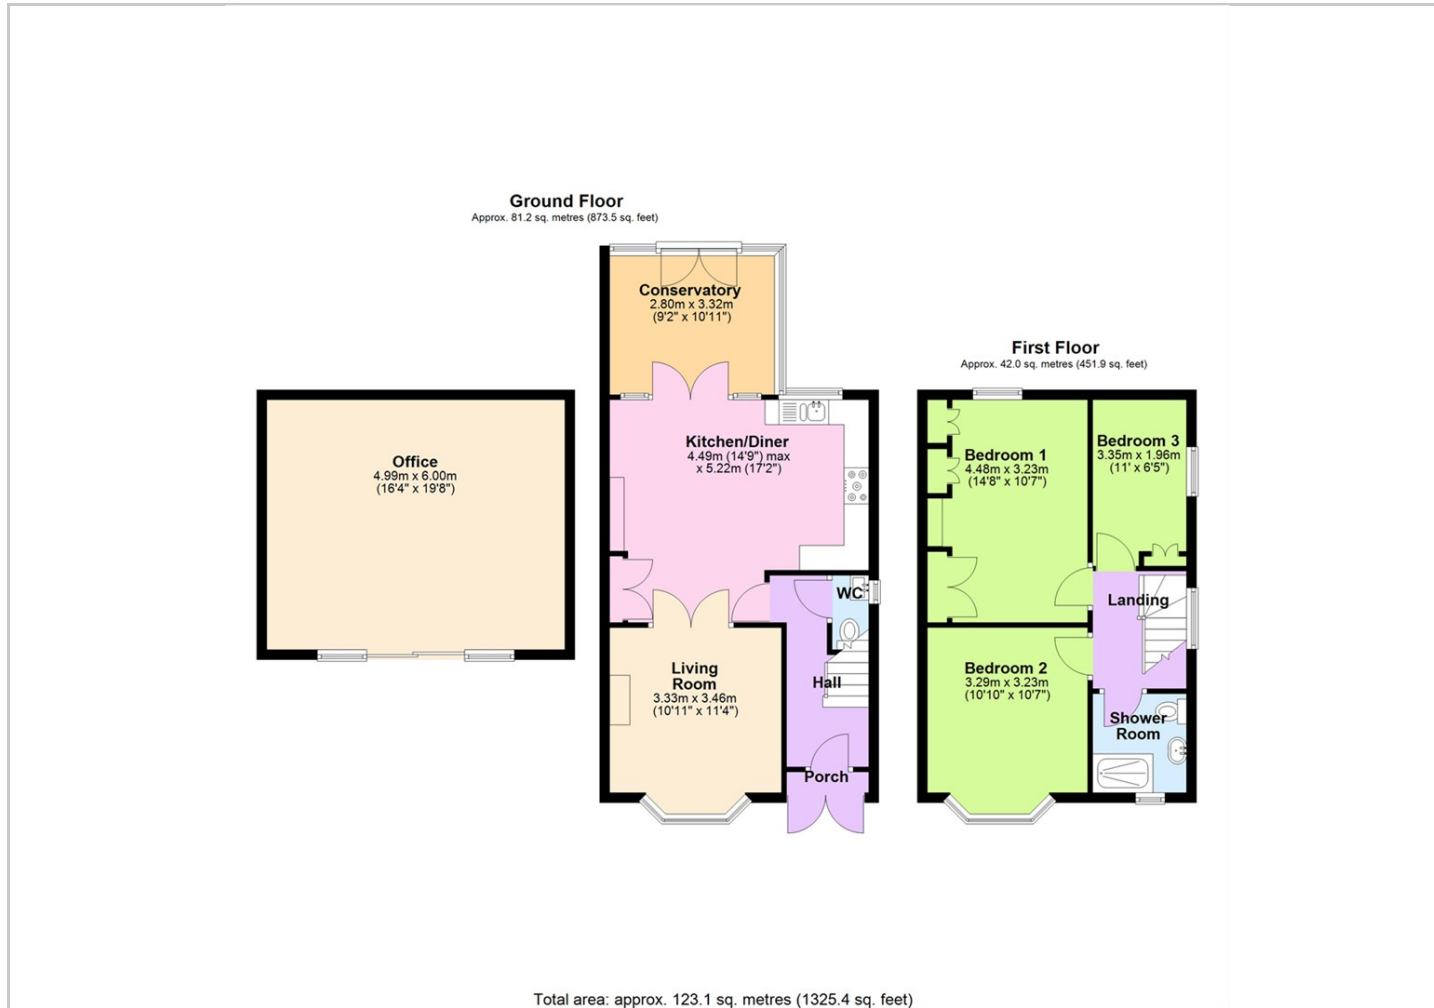 Ground Floor
Approx. 81.2 sq. metres (873.5 sq. feet)
Conservatory
2.80m x 3.32m
(9'2" x 10'11")
Kitchen/Diner
4.49m (14'9") max
x 5.22m (17'2")
Office
4.99m x 6.00m
(16'4" x 19'8")
WC
Living
Room
3.33m x 3.46m
(10'11" x 11'4")
Hall
Porch
First Floor
Approx. 42.0 sq. metres (451.9 sq. feet)
Bedroom 1
4.48m x 3.23m
(14'8" x 10'7")
Bedroom 3
3.35m x 1.96m
(11' x 6'5")
Landing
Bedroom 2
3.29m x 3.23m
(10'10" x 10'7")
Shower
Room
Total area: approx. 123.1 sq. metres (1325.4 sq. feet)